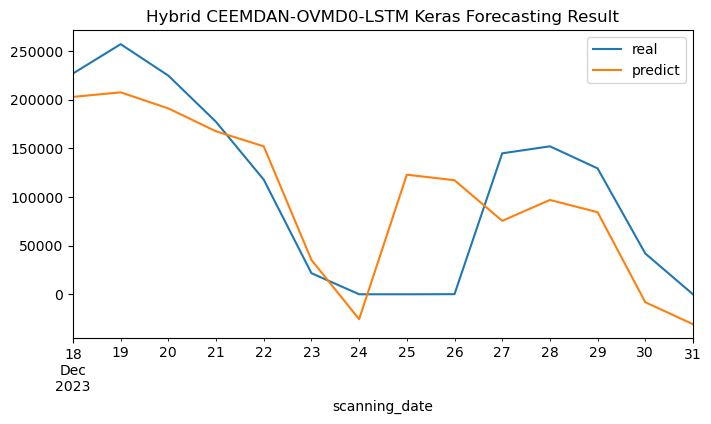 Hybrid CEEMDAN-OVMD0-LSTM Keras Forecasting Result
real
predict
250000
200000
150000
100000
50000
0
18 19 20 21 22 23 24 25 26 27 28 29 30 31
Dec
2023
scanning_date